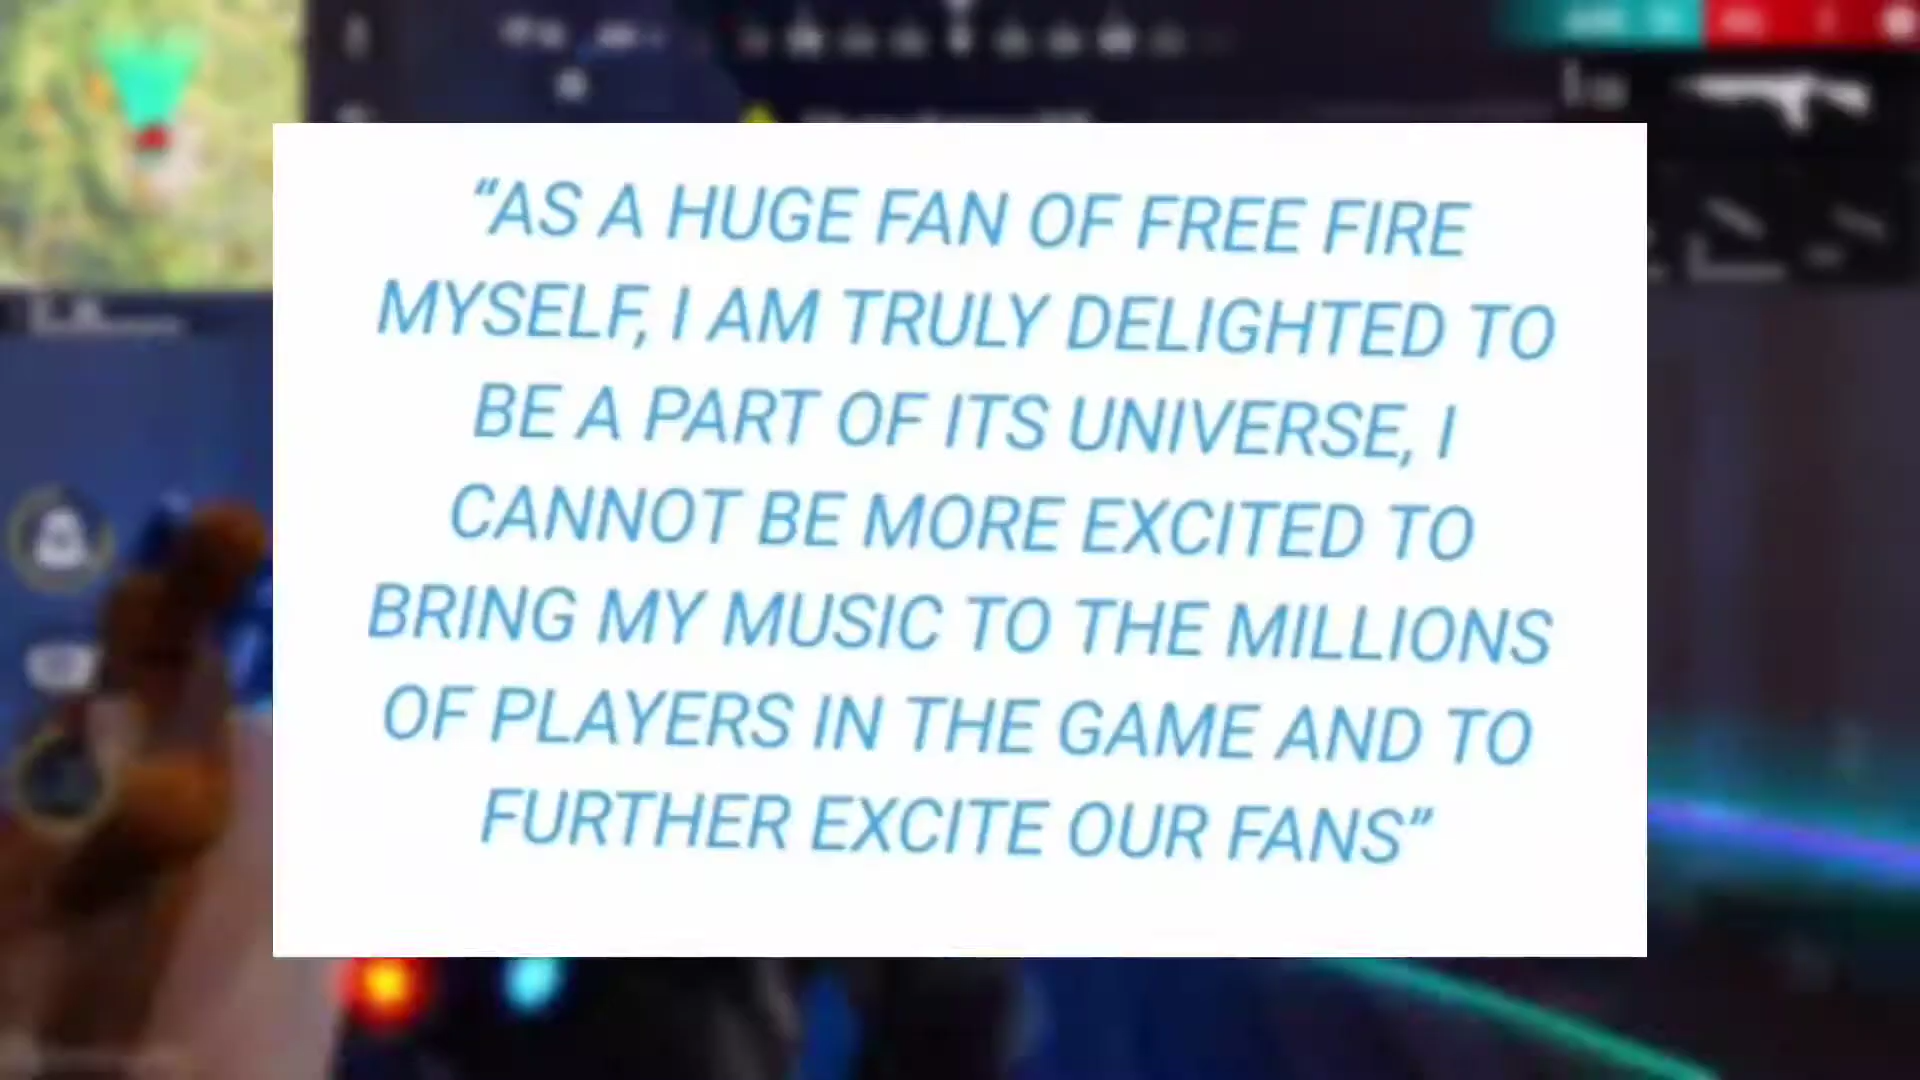 “AS A HUGE FAN OF FREE FIRE
MYSELF, I AM TRULY DELIGHTED TO
BE A PART OF ITS UNIVERSE, I
CANNOT BE MORE EXCITED TO
BRING MY MUSIC TO THE MILLIONS
OF PLAYERS IN THE GAME AND TO
FURTHER EXCITE OUR FANS”